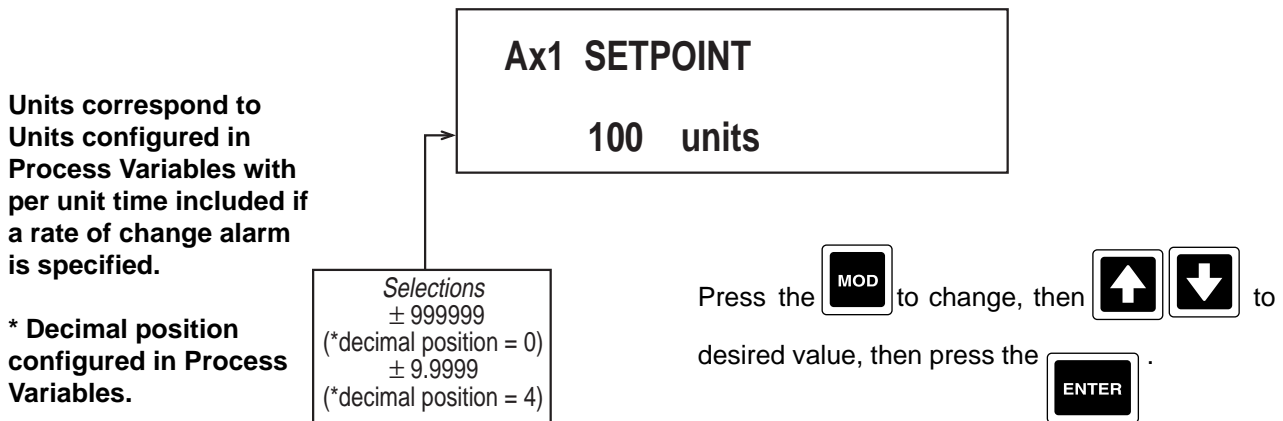 Ax1 SETPOINT
100 units
Units correspond to
Units configured in
Process Variables with
per unit time included if
a rate of change alarm
is specified.
* Decimal position
configured in Process
Variables.
Selections
± 999999
(*decimal position = 0)
± 9.9999
(*decimal position = 4)
Press the MOD to change, then to
desired value, then press the ENTER .